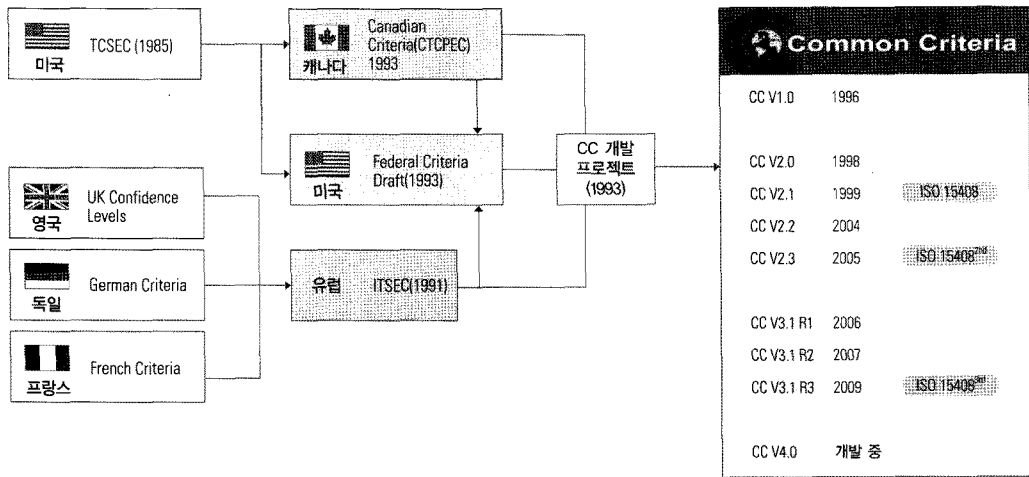 TCSEC (1985)
미국
Canadian
Criteria(CTCPEC)
1993
캐나다
Federal Criteria
Draft(1993)
미국
UK Confidence
Levels
영국
German Criteria
독일
French Criteria
프랑스
유럽 ITSEC(1991)
CC 개발
프로젝트
(1993)
Common Criteria
CC V1.0 1996
CC V2.0 1998
CC V2.1 1999 ISO 15408
CC V2.2 2004
CC V2.3 2005 ISO 15408 2nd
CC V3.1 R1 2006
CC V3.1 R2 2007
CC V3.1 R3 2009 ISO 15408 3rd
CC V4.0 개발 중